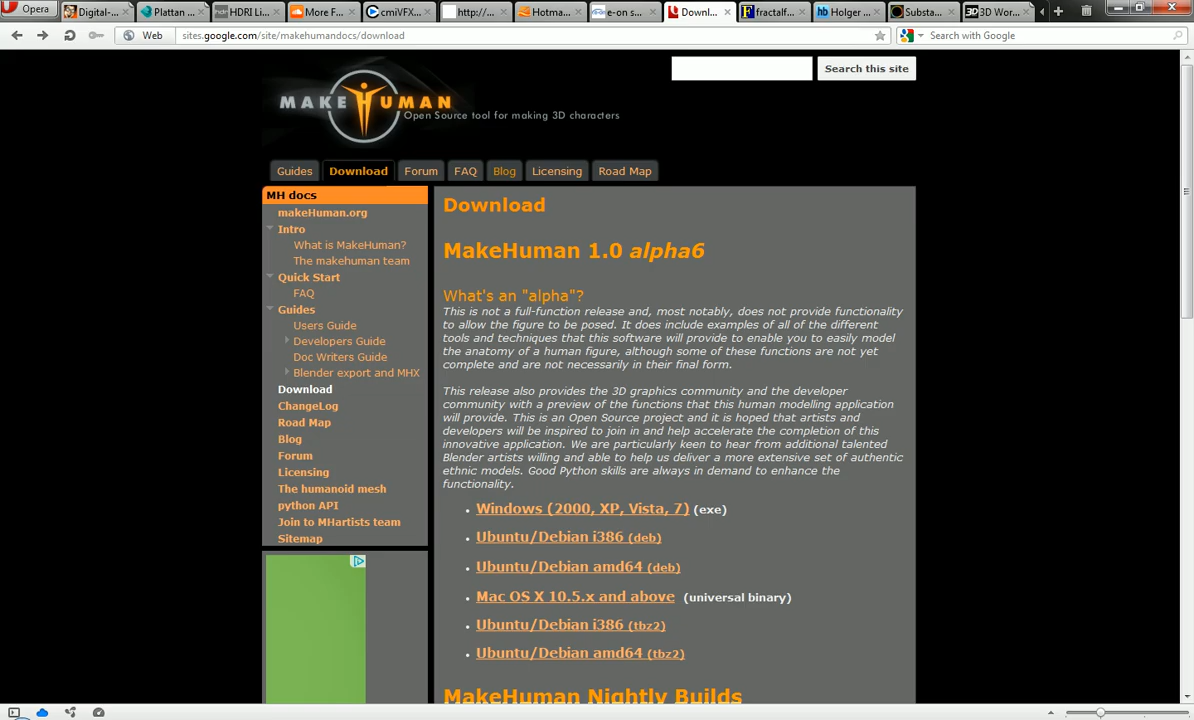 Opera
Digital-...
Plattan ...
HDRI Li...
More F...
cmiVFX...
http://...
Hotma...
e-on s...
Downl...
fractalf...
Holger ...
Substa...
3D Wor...
Web
sites.google.com/site/makehumandocs/download
Search with Google
Search this site
MAKEHUMAN
Open Source tool for making 3D characters
Guides
Download
Forum
FAQ
Blog
Licensing
Road Map
MH docs
makeHuman.org
Intro
What is MakeHuman?
The makehuman team
Quick Start
FAQ
Guides
Users Guide
Developers Guide
Doc Writers Guide
Blender export and MHX
Download
ChangeLog
Road Map
Blog
Forum
Licensing
The humanoid mesh
python API
Join to MHartists team
Sitemap
Download
MakeHuman 1.0 alpha6
What's an "alpha"?
This is not a full-function release and, most notably, does not provide functionality
to allow the figure to be posed. It does include examples of all of the different
tools and techniques that this software will provide to enable you to easily model
the anatomy of a human figure, although some of these functions are not yet
complete and are not necessarily in their final form.
This release also provides the 3D graphics community and the developer
community with a preview of the functions that this human modelling application
will provide. This is an Open Source project and it is hoped that artists and
developers will be inspired to join in and help accelerate the completion of this
innovative application. We are particularly keen to hear from additional talented
Blender artists willing and able to help us deliver a more extensive set of authentic
ethnic models. Good Python skills are always in demand to enhance the
functionality.
Windows (2000, XP, Vista, 7) (exe)
Ubuntu/Debian i386 (deb)
Ubuntu/Debian amd64 (deb)
Mac OS X 10.5.x and above (universal binary)
Ubuntu/Debian i386 (tbz2)
Ubuntu/Debian amd64 (tbz2)
MakeHuman Nightly Builds